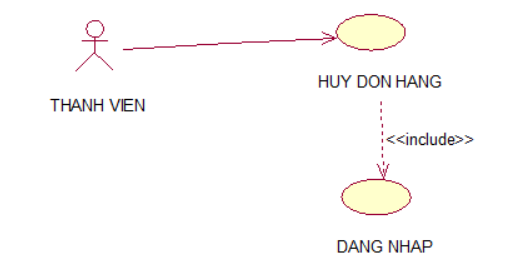 HUY DON HANG
THANH VIEN
<<include>>
DANG NHAP